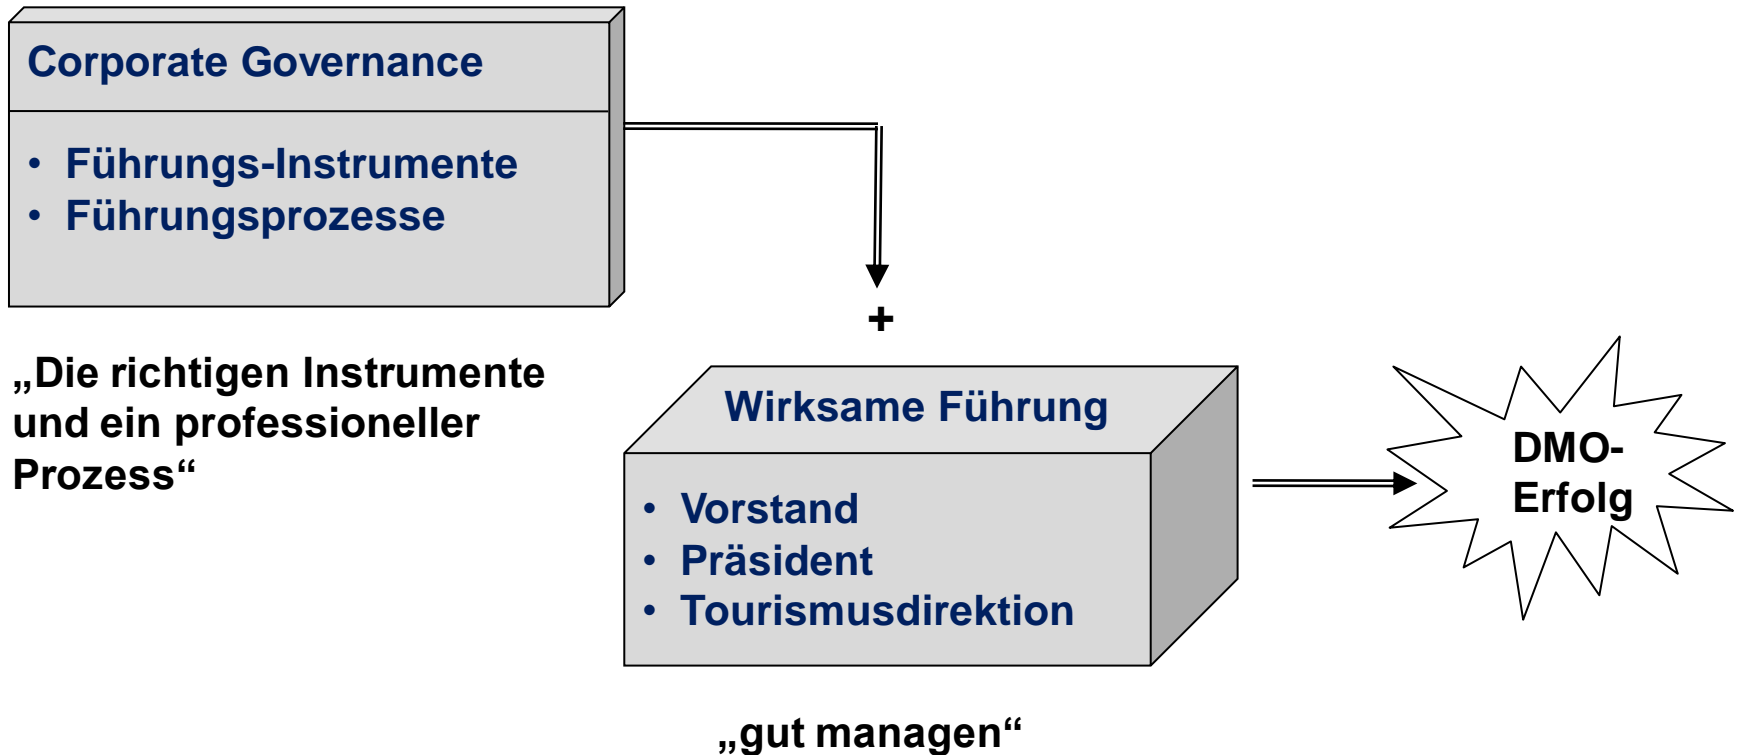 Corporate Governance
• Führungs-Instrumente
• Führungsprozesse
„Die richtigen Instrumente
und ein professioneller
Prozess“
+
Wirksame Führung
• Vorstand
• Präsident
• Tourismusdirektion
„gut managen“
DMO-
Erfolg